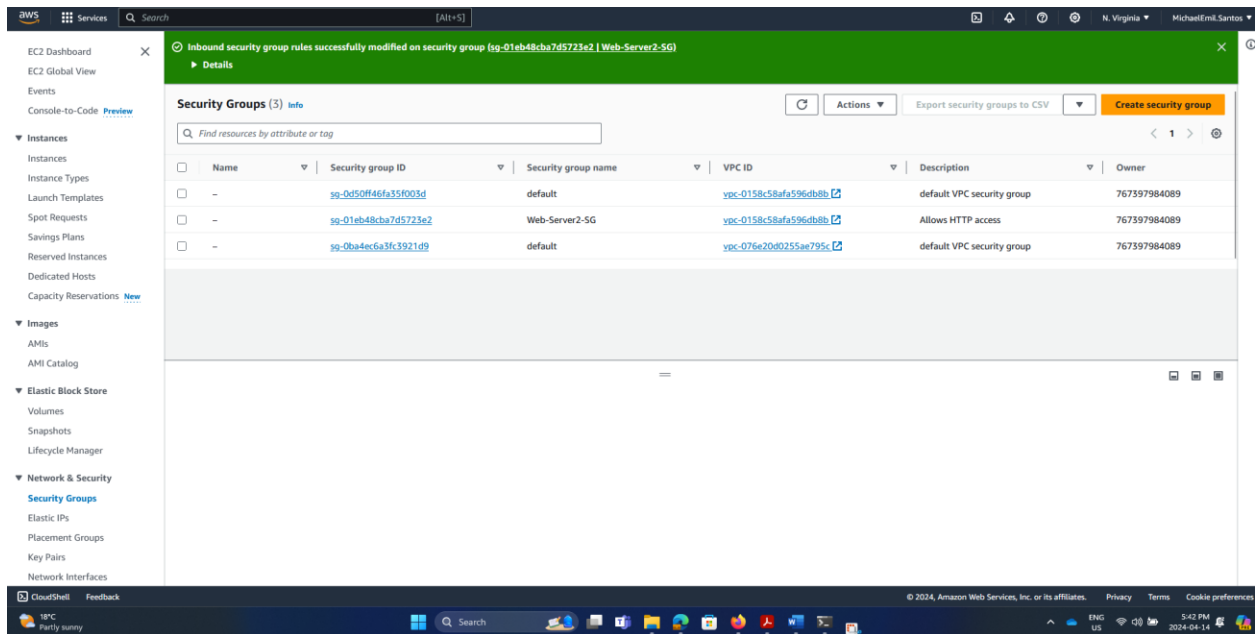 aws Services Search [Alt+S] N. Virginia MichaelEmil.Santos
EC2 Dashboard
EC2 Global View
Events
Console-to-Code Preview
Instances
Instances
Instance Types
Launch Templates
Spot Requests
Savings Plans
Reserved Instances
Dedicated Hosts
Capacity Reservations New
Images
AMIs
AMI Catalog
Elastic Block Store
Volumes
Snapshots
Lifecycle Manager
Network & Security
Security Groups
Elastic IPs
Placement Groups
Key Pairs
Network Interfaces
Inbound security group rules successfully modified on security group (sg-01eb48cba7d5723e2 | Web-Server2-SG)
Details
Security Groups (3) Info Actions Export security groups to CSV Create security group
Find resources by attribute or tag 1
Name Security group ID Security group name VPC ID Description Owner
– sg-0d50ff46fa35f003d default vpc-0158c58afa596db8b default VPC security group 767397984089
– sg-01eb48cba7d5723e2 Web-Server2-SG vpc-0158c58afa596db8b Allows HTTP access 767397984089
– sg-0ba4ec6a3fc3921d9 default vpc-076e20d0255ae795c default VPC security group 767397984089
CloudShell Feedback © 2024, Amazon Web Services, Inc. or its affiliates. Privacy Terms Cookie preferences
18°C Search ENG 5:42 PM
Partly sunny US 2024-04-14